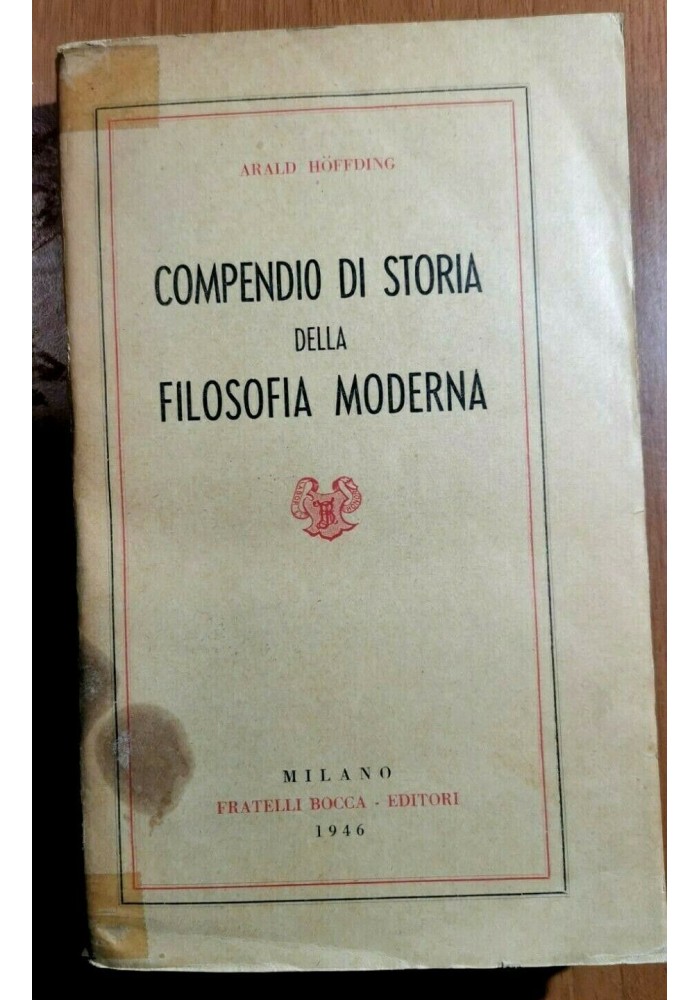 ARALD HÖFFDING
COMPENDIO DI STORIA
DELLA
FILOSOFIA MODERNA
MILANO
FRATELLI BOCCA - EDITORI
1946